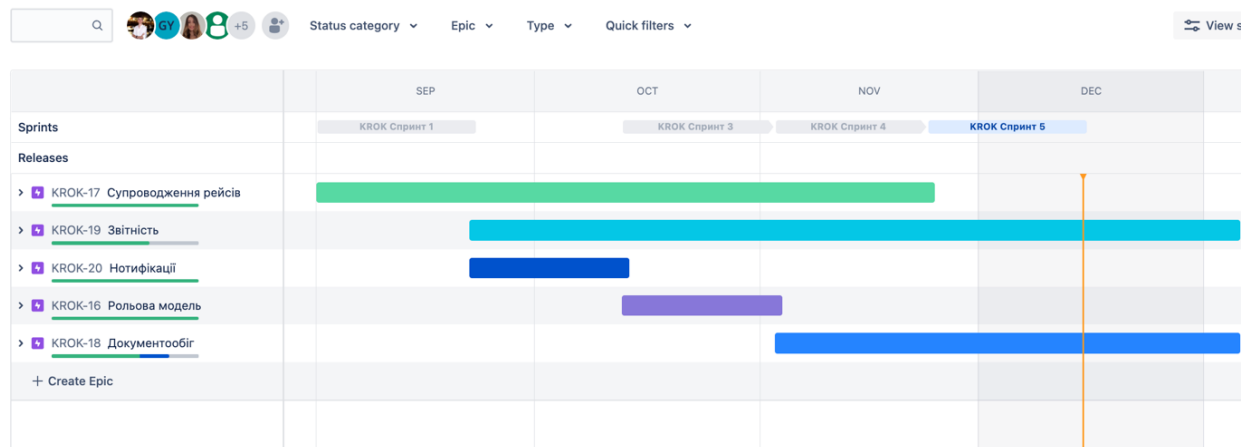 GY +5 Status category Epic Type Quick filters View s
SEP OCT NOV DEC
Sprints KROK Спринт 1 KROK Спринт 3 KROK Спринт 4 KROK Спринт 5
Releases
KROK-17 Супроводження рейсів
KROK-19 Звітність
KROK-20 Нотифікації
KROK-16 Рольова модель
KROK-18 Документообіг
+ Create Epic